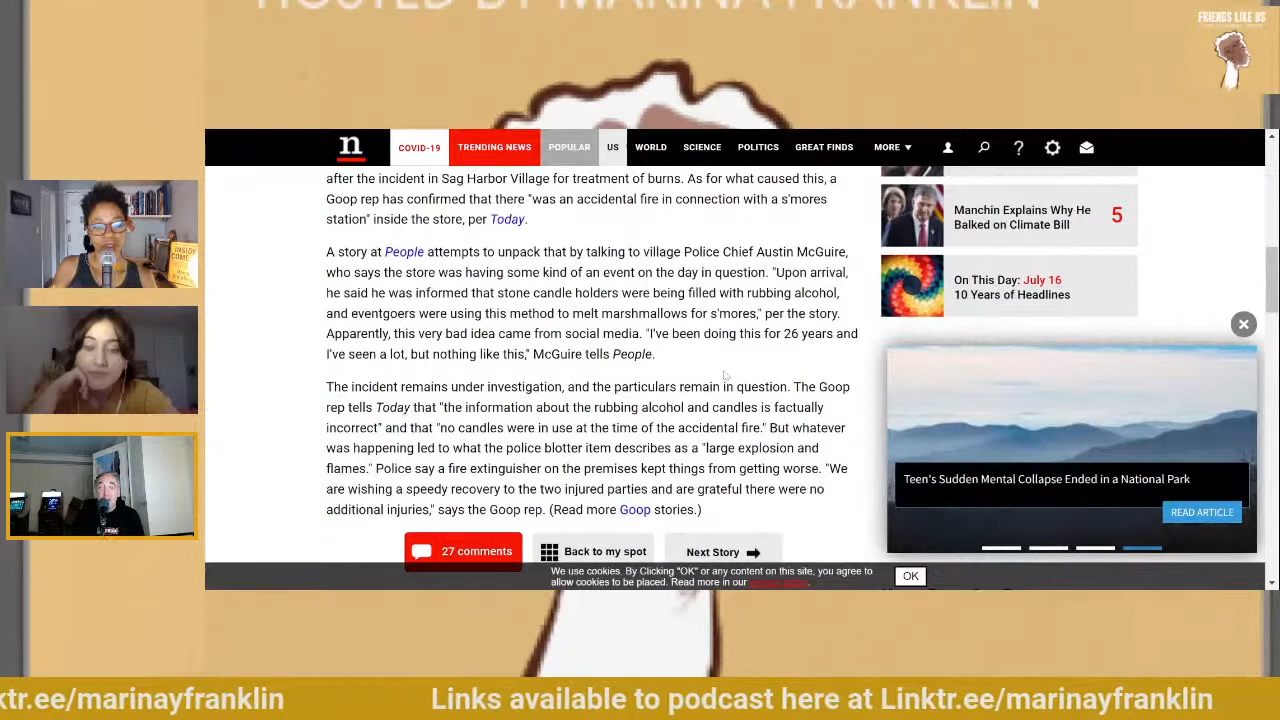 HOSTED BY MARINA FRANKLIN
FRIENDS LIKE US
n
COVID-19
TRENDING NEWS
POPULAR
US
WORLD
SCIENCE
POLITICS
GREAT FINDS
MORE
after the incident in Sag Harbor Village for treatment of burns. As for what caused this, a
Goop rep has confirmed that there "was an accidental fire in connection with a s'mores
station" inside the store, per Today.
A story at People attempts to unpack that by talking to village Police Chief Austin McGuire,
who says the store was having some kind of an event on the day in question. "Upon arrival,
he said he was informed that stone candle holders were being filled with rubbing alcohol,
and eventgoers were using this method to melt marshmallows for s'mores," per the story.
Apparently, this very bad idea came from social media. "I've been doing this for 26 years and
I've seen a lot, but nothing like this," McGuire tells People.
The incident remains under investigation, and the particulars remain in question. The Goop
rep tells Today that "the information about the rubbing alcohol and candles is factually
incorrect" and that "no candles were in use at the time of the accidental fire." But whatever
was happening led to what the police blotter item describes as a "large explosion and
flames." Police say a fire extinguisher on the premises kept things from getting worse. "We
are wishing a speedy recovery to the two injured parties and are grateful there were no
additional injuries," says the Goop rep. (Read more Goop stories.)
27 comments
Back to my spot
Next Story
Manchin Explains Why He
Balked on Climate Bill
5
On This Day: July 16
10 Years of Headlines
Teen's Sudden Mental Collapse Ended in a National Park
READ ARTICLE
We use cookies. By Clicking "OK" or any content on this site, you agree to
allow cookies to be placed. Read more in our
OK
INSIDE
ktr.ee/marinayfranklin
Links available to podcast here at Linktr.ee/marinayfranklin